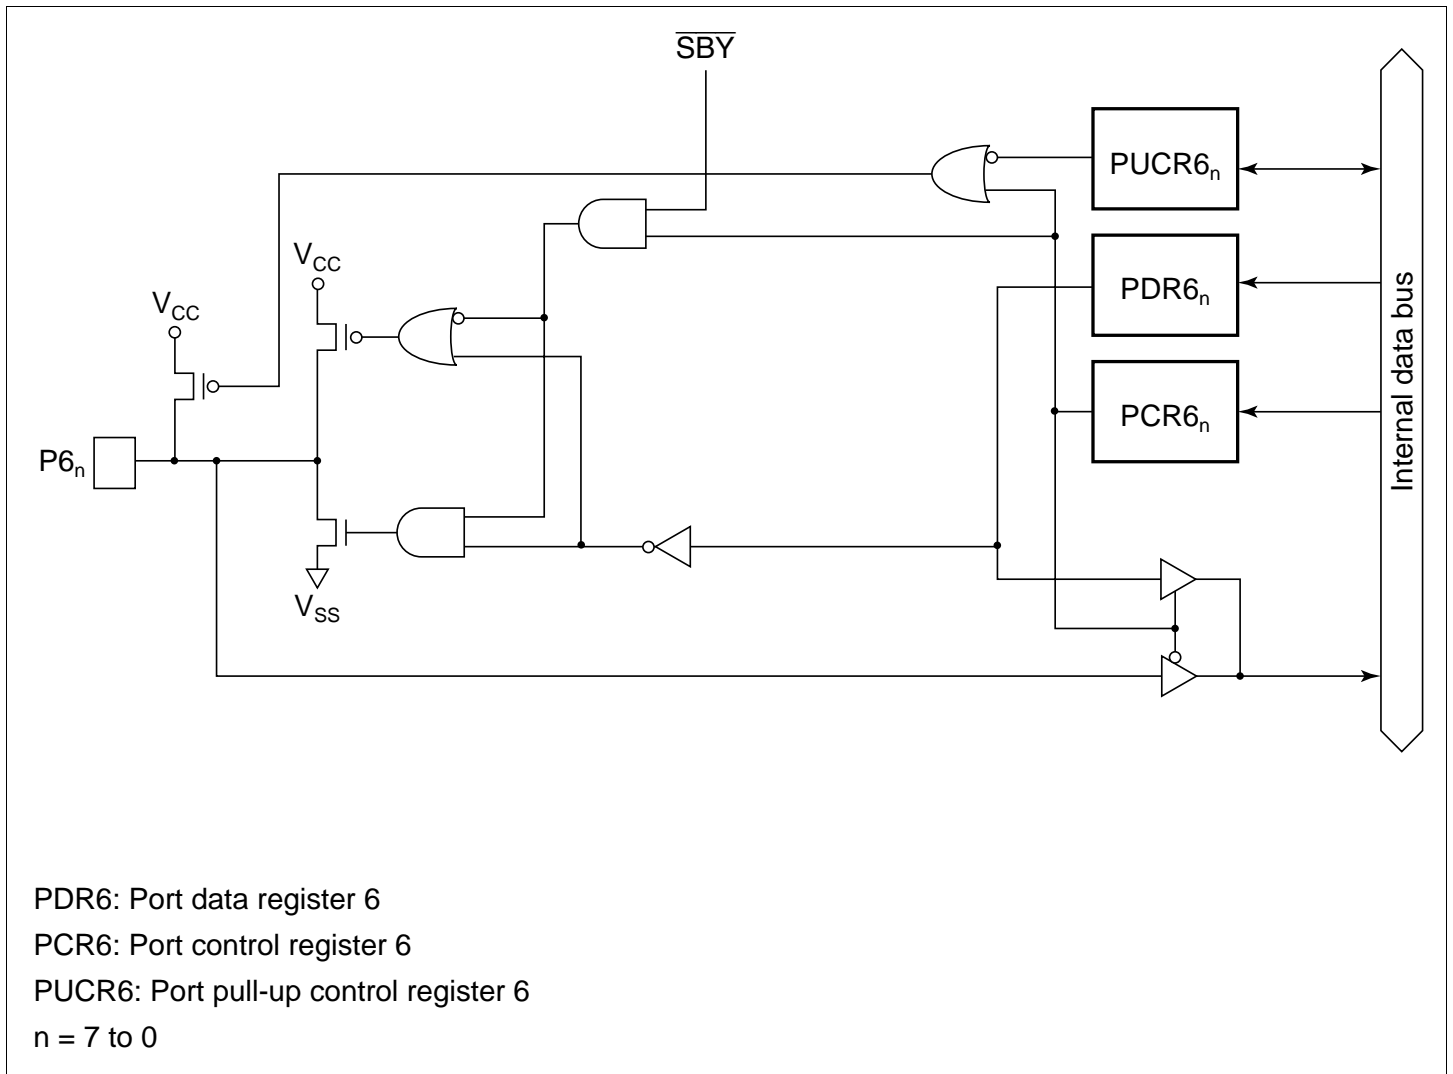 S̅B̅Y̅
PUCR6n
VCC
PDR6n
VCC
Internal data bus
PCR6n
P6n
VSS
PDR6: Port data register 6
PCR6: Port control register 6
PUCR6: Port pull-up control register 6
n = 7 to 0